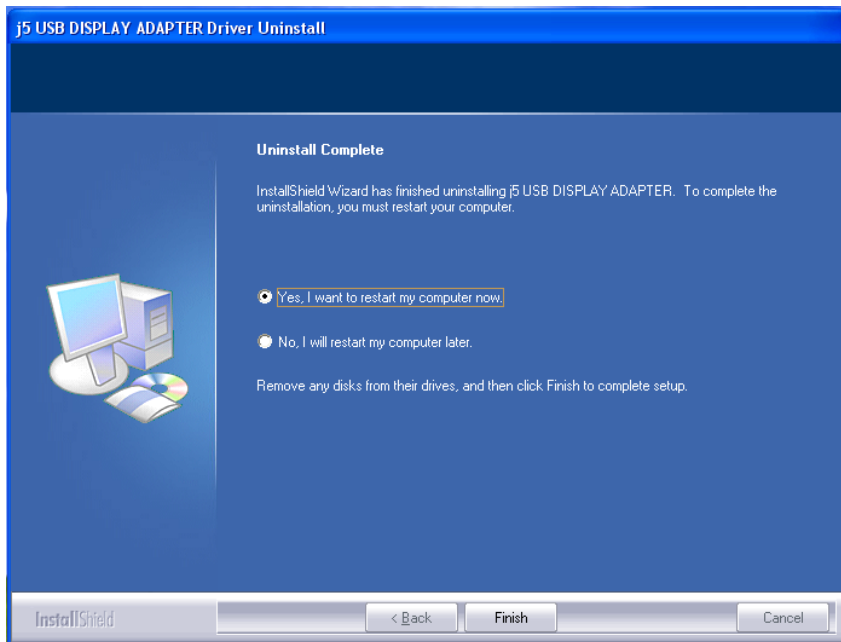 j5 USB DISPLAY ADAPTER Driver Uninstall
Uninstall Complete
InstallShield Wizard has finished uninstalling j5 USB DISPLAY ADAPTER. To complete the
uninstallation, you must restart your computer.
Yes, I want to restart my computer now.
No, I will restart my computer later.
Remove any disks from their drives, and then click Finish to complete setup.
InstallShield
< Back
Finish
Cancel